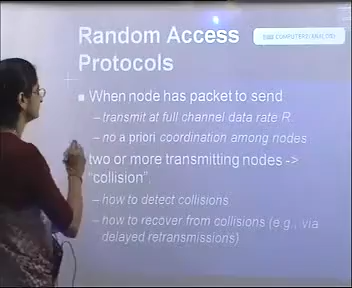 Random Access
Protocols
When node has packet to send
– transmit at full channel data rate R.
– no a priori coordination among nodes
two or more transmitting nodes ->
"collision".
– how to detect collisions
– how to recover from collisions (e.g., via
delayed retransmissions)